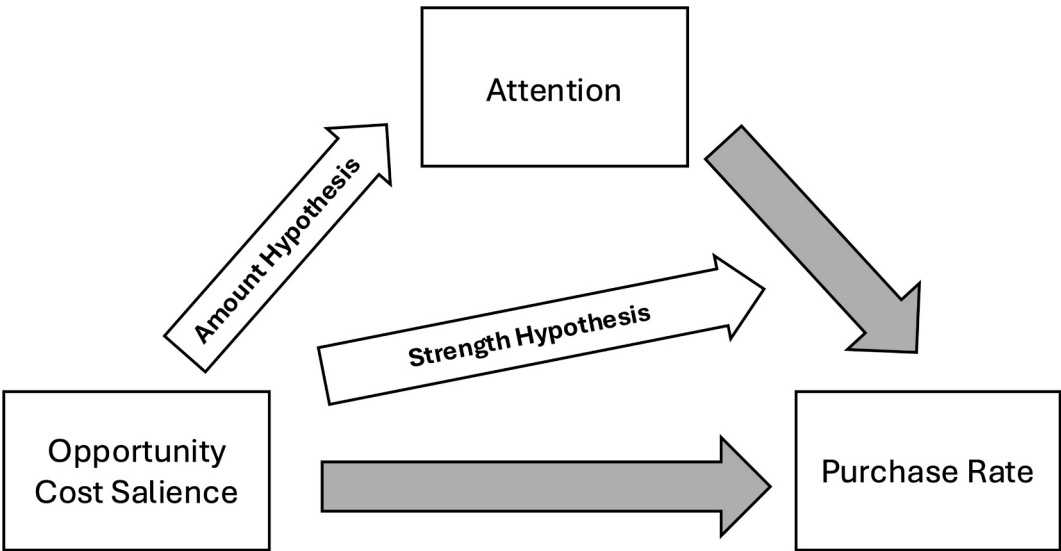 Attention
Amount Hypothesis
Strength Hypothesis
Opportunity
Cost Salience
Purchase Rate